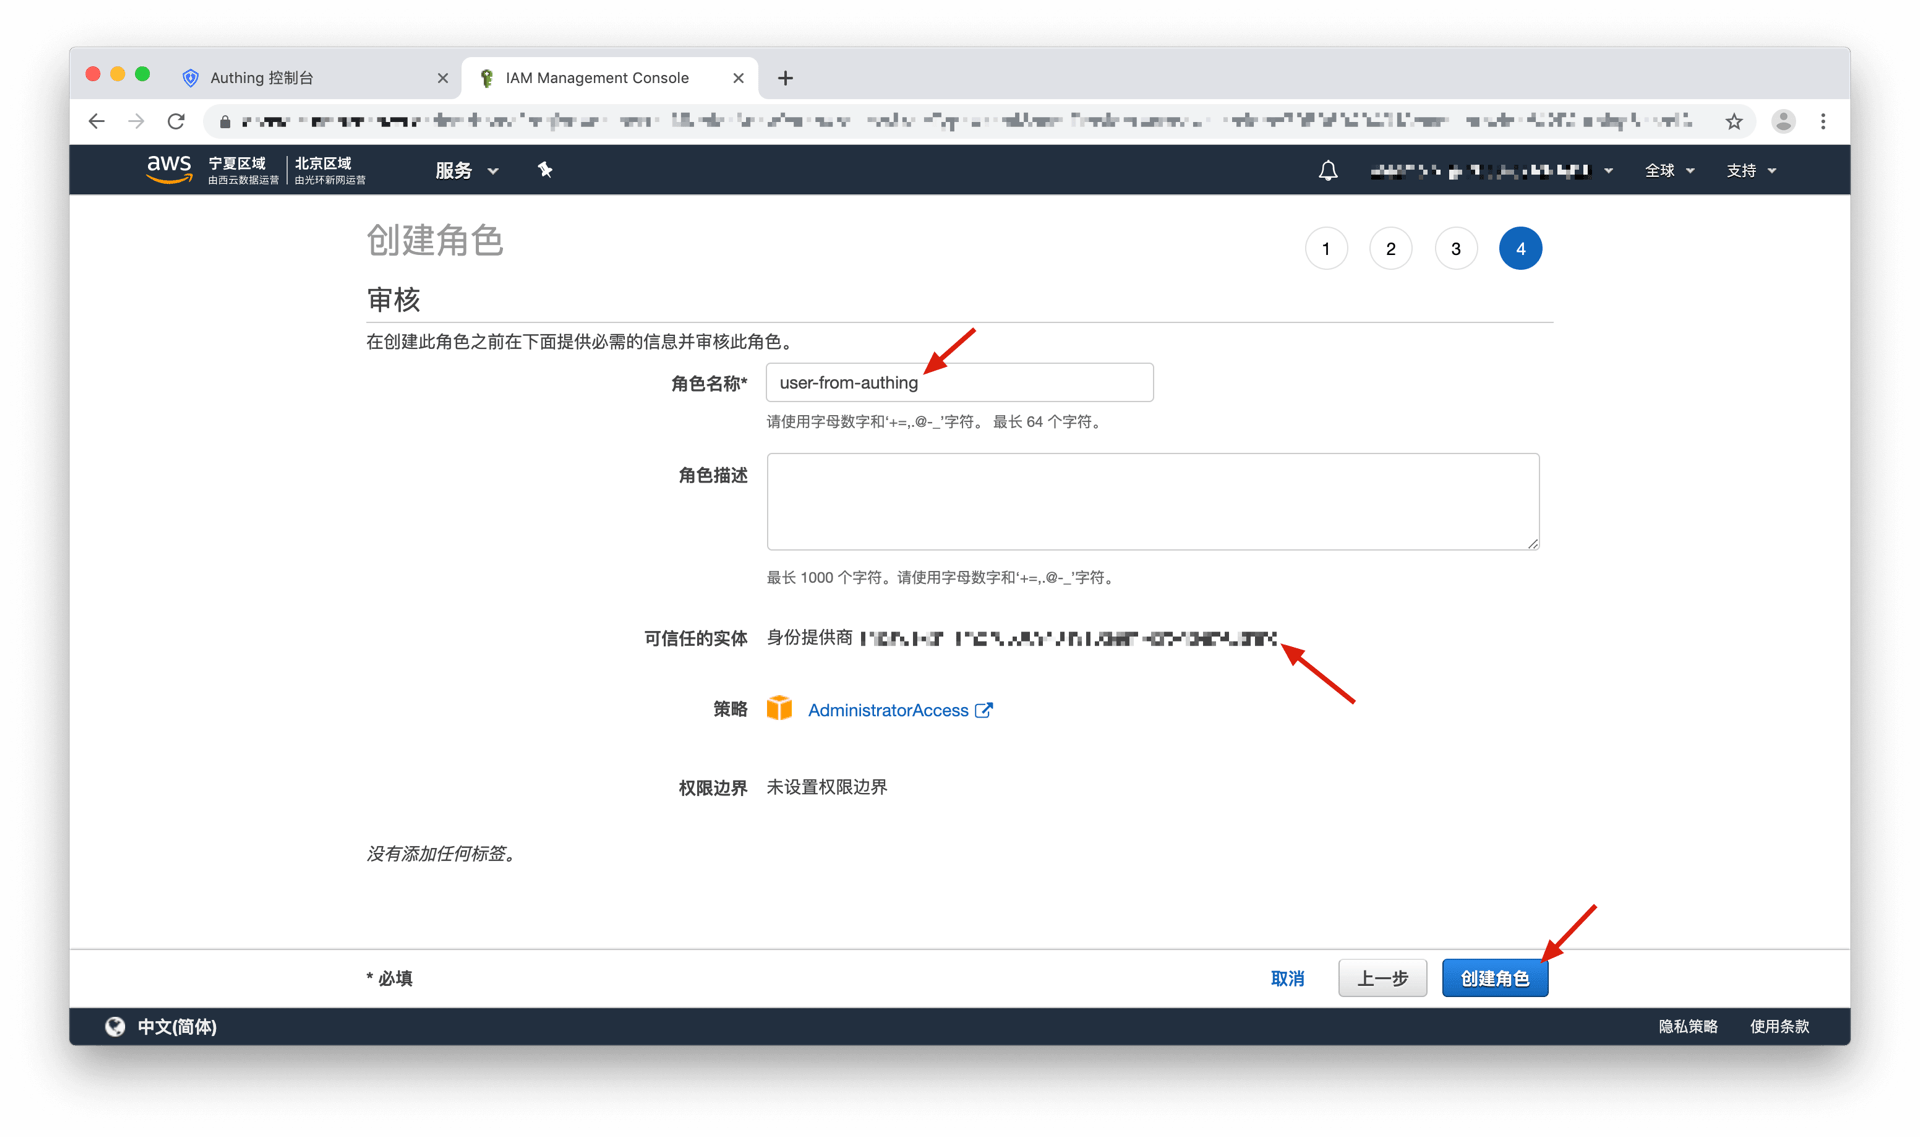 Authing 控制台
IAM Management Console
aws 宁夏区域 北京区域
由西云数据运营 由光环新网运营
服务
全球
支持
创建角色
1 2 3 4
审核
在创建此角色之前在下面提供必需的信息并审核此角色。
角色名称* user-from-authing
请使用字母数字和‘+=,.@-_’字符。 最长 64 个字符。
角色描述
最长 1000 个字符。请使用字母数字和‘+=,.@-_’字符。
可信任的实体 身份提供商
策略 AdministratorAccess
权限边界 未设置权限边界
没有添加任何标签。
* 必填
取消 上一步 创建角色
中文(简体)
隐私策略 使用条款